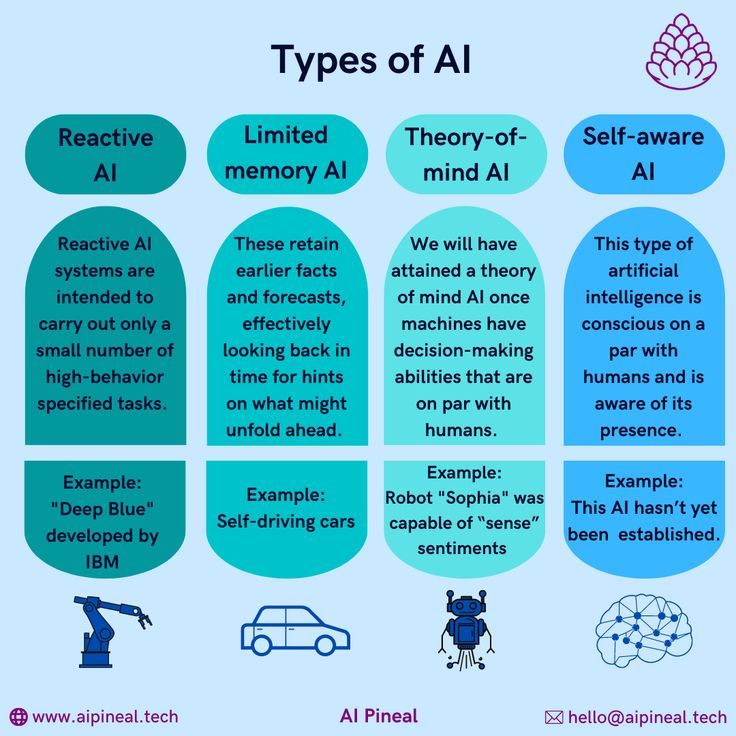 Types of AI
Reactive
AI
Limited
memory AI
Theory-of-
mind AI
Self-aware
AI
Reactive AI
systems are
intended to
carry out only a
small number of
high-behavior
specified tasks.
These retain
earlier facts
and forecasts,
effectively
looking back in
time for hints
on what might
unfold ahead.
We will have
attained a theory
of mind AI once
machines have
decision-making
abilities that are
on par with
humans.
This type of
artificial
intelligence is
conscious on a
par with
humans and is
aware of its
presence.
Example:
"Deep Blue"
developed by
IBM
Example:
Self-driving cars
Example:
Robot "Sophia" was
capable of “sense”
sentiments
Example:
This AI hasn’t yet
been established.
www.aipineal.tech
AI Pineal
hello@aipineal.tech